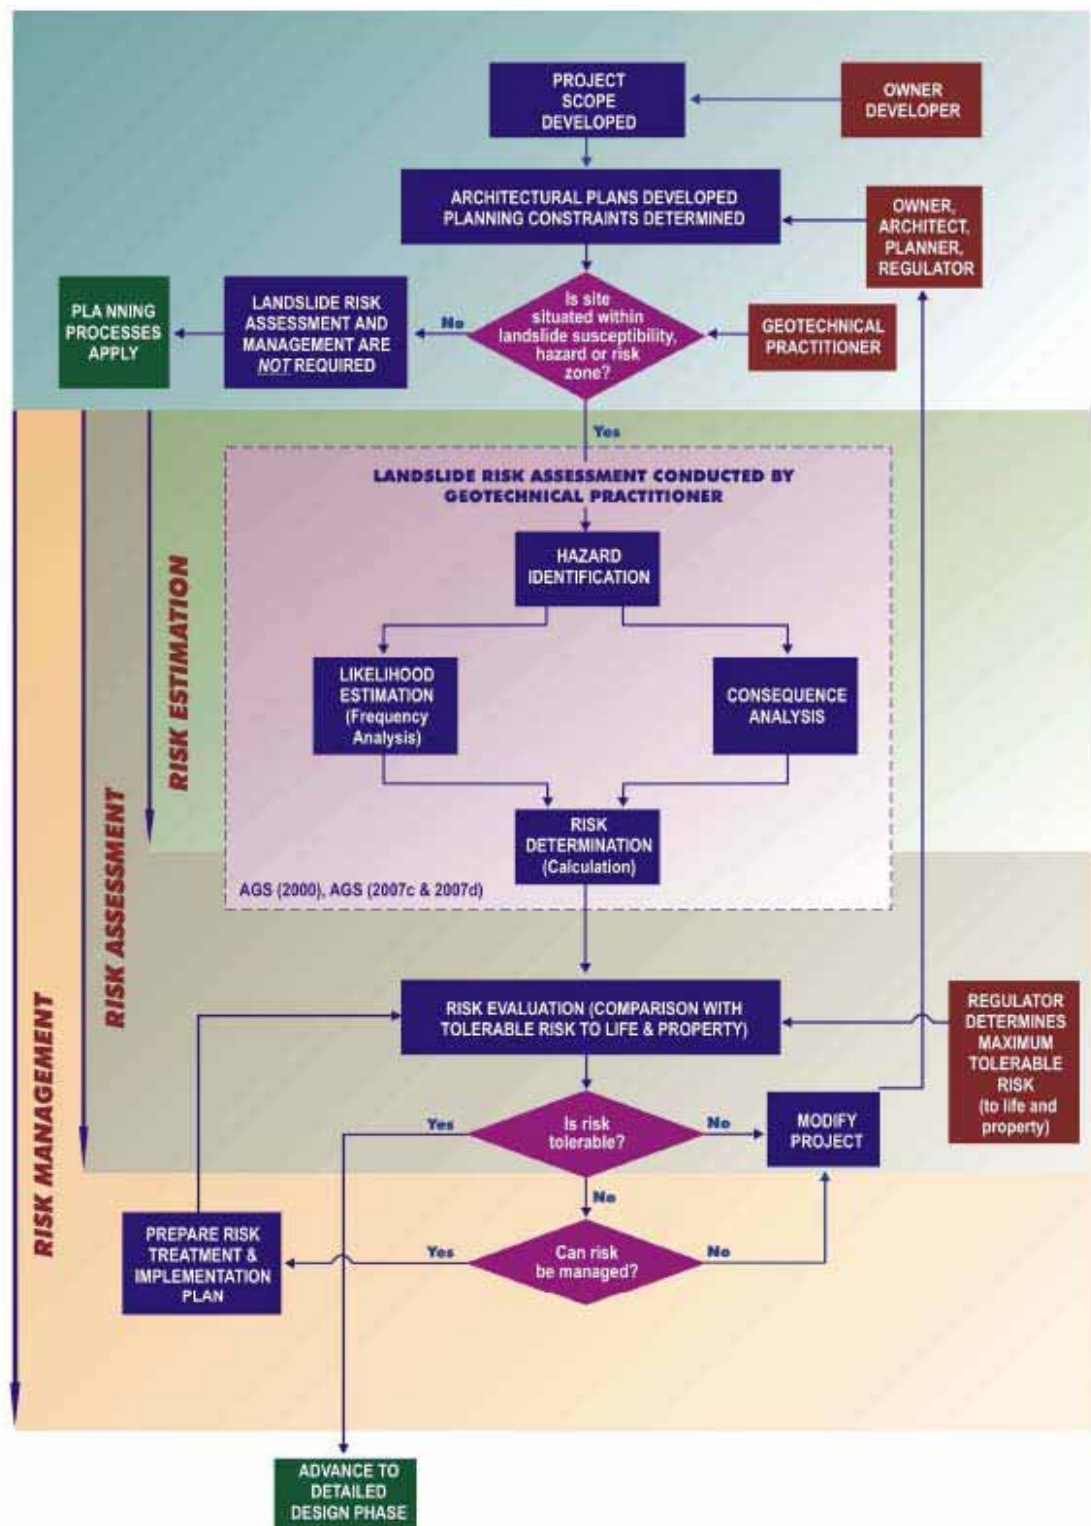 PROJECT
SCOPE
DEVELOPED
OWNER
DEVELOPER
ARCHITECTURAL PLANS DEVELOPED
PLANNING CONSTRAINTS DETERMINED
OWNER,
ARCHITECT,
PLANNER,
REGULATOR
PLANNING
PROCESSES
APPLY
LANDSLIDE RISK
ASSESSMENT AND
MANAGEMENT ARE
NOT REQUIRED
No
Is site
situated within
landslide susceptibility,
hazard or risk
zone?
GEOTECHNICAL
PRACTITIONER
Yes
LANDSLIDE RISK ASSESSMENT CONDUCTED BY
GEOTECHNICAL PRACTITIONER
HAZARD
IDENTIFICATION
LIKELIHOOD
ESTIMATION
(Frequency
Analysis)
CONSEQUENCE
ANALYSIS
RISK
DETERMINATION
(Calculation)
AGS (2000), AGS (2007c & 2007d)
RISK ESTIMATION
RISK ASSESSMENT
RISK MANAGEMENT
RISK EVALUATION (COMPARISON WITH
TOLERABLE RISK TO LIFE & PROPERTY)
REGULATOR
DETERMINES
MAXIMUM
TOLERABLE
RISK
(to life and
property)
Yes
Is risk
tolerable?
No
MODIFY
PROJECT
No
PREPARE RISK
TREATMENT &
IMPLEMENTATION
PLAN
Yes
Can risk
be managed?
No
ADVANCE TO
DETAILED
DESIGN PHASE